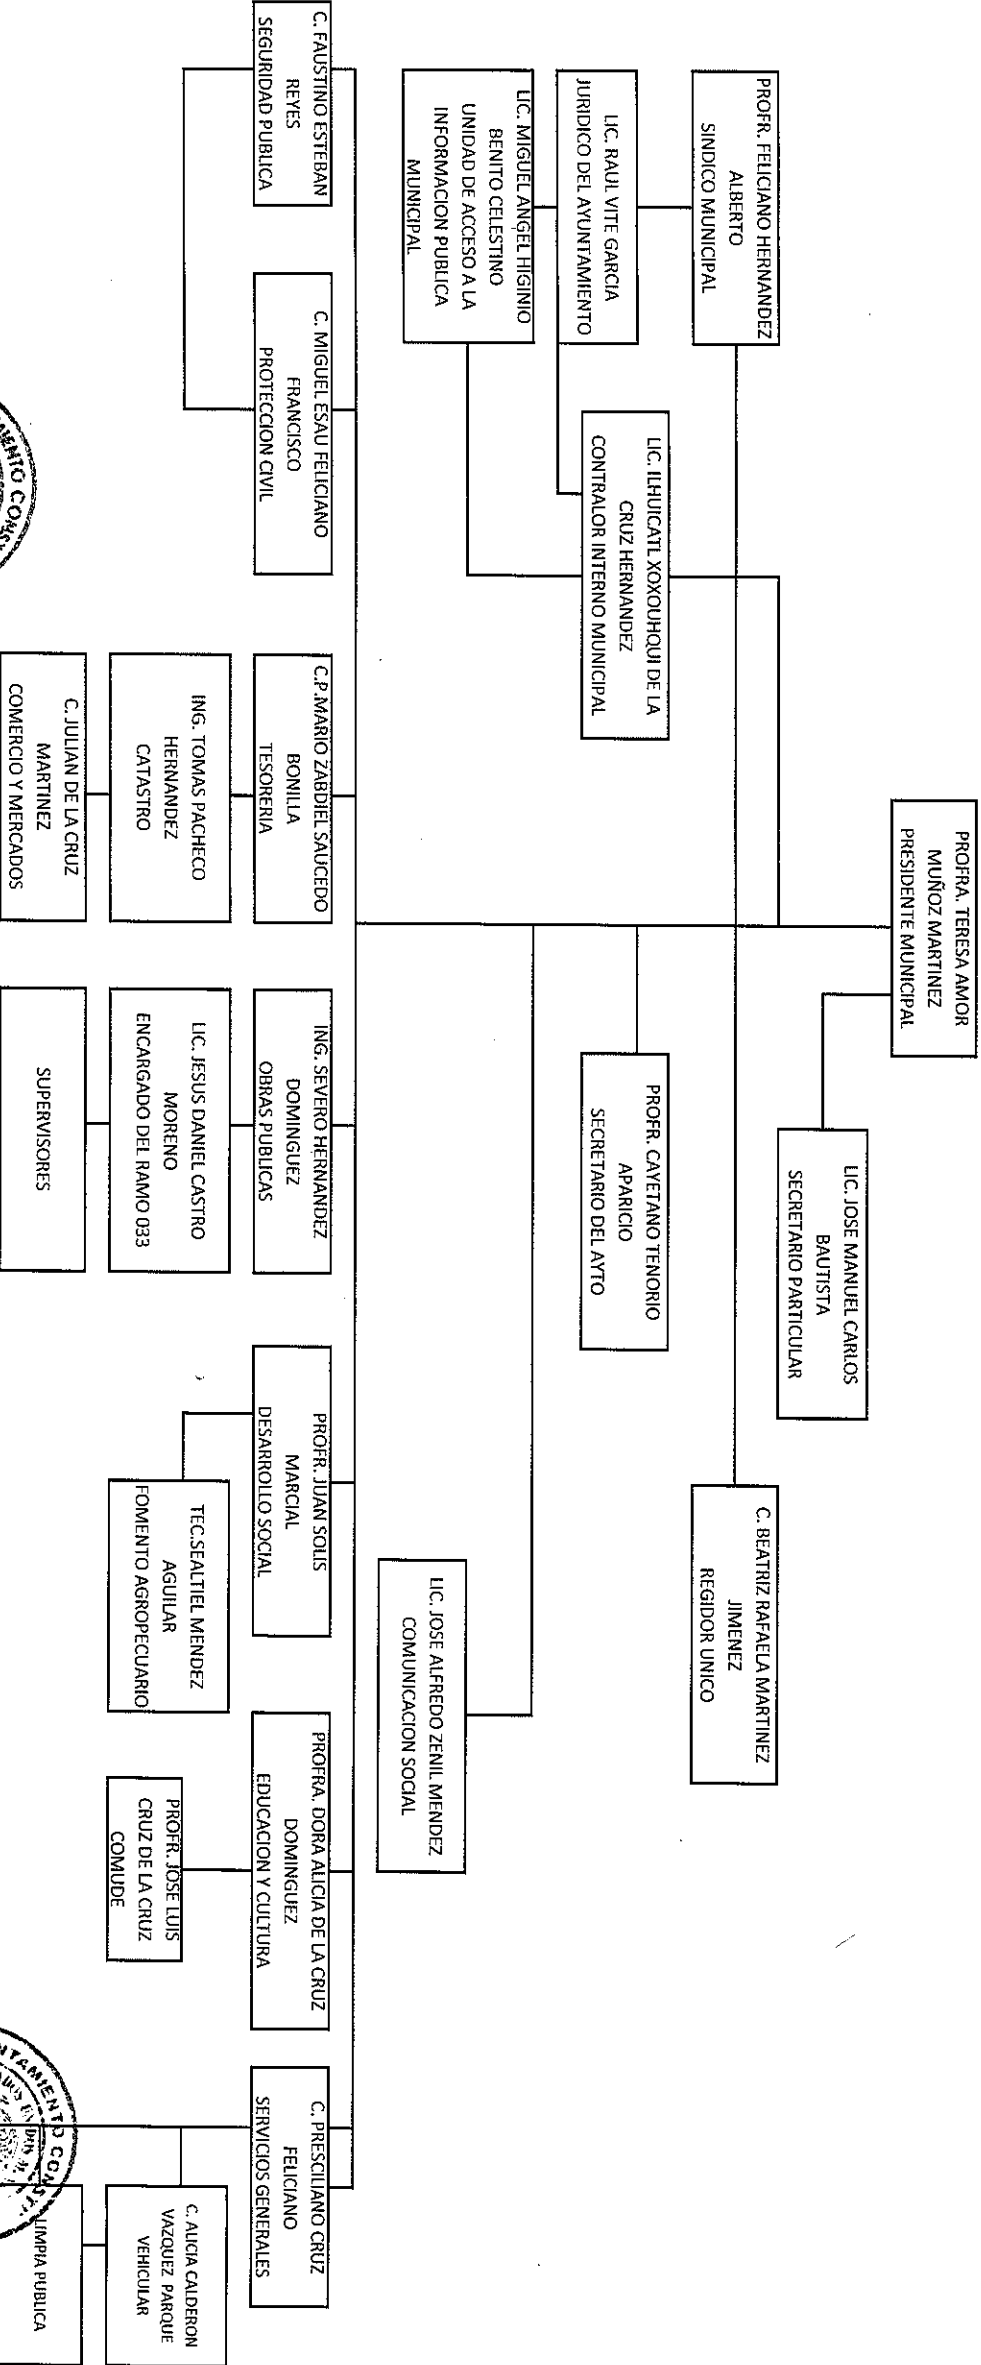 PROFRA. TERESA AMOR
MUÑOZ MARTINEZ
PRESIDENTE MUNICIPAL
LIC. JOSE MANUEL CARLOS
BAUTISTA
SECRETARIO PARTICULAR
PROFR. FELICIANO HERNANDEZ
ALBERTO
SINDICO MUNICIPAL
C. BEATRIZ RAFAELA MARTINEZ
JIMENEZ
REGIDOR UNICO
LIC. RAUL VITE GARCIA
JURIDICO DEL AYUNTAMIENTO
LIC. ILHUICATL XOXOUHQUI DE LA
CRUZ HERNANDEZ
CONTRALOR INTERNO MUNICIPAL
PROFR. CAYETANO TENORIO
APARICIO
SECRETARIO DEL AYTO
LIC. MIGUEL ANGEL HIGINIO
BENITO CELESTINO
UNIDAD DE ACCESO A LA
INFORMACION PUBLICA
MUNICIPAL
LIC. JOSE ALFREDO ZENIL MENDEZ
COMUNICACION SOCIAL
C. FAUSTINO ESTEBAN
REYES
SEGURIDAD PUBLICA
C. MIGUEL ESAU FELICIANO
FRANCISCO
PROTECCION CIVIL
C.P.MARIO ZABDIEL SAUCEDO
BONILLA
TESORERIA
ING. SEVERO HERNANDEZ
DOMINGUEZ
OBRAS PUBLICAS
PROFR. JUAN SOLIS
MARCIAL
DESARROLLO SOCIAL
PROFRA. DORA ALICIA DE LA CRUZ
DOMINGUEZ
EDUCACION Y CULTURA
C. PRESCILIANO CRUZ
FELICIANO
SERVICIOS GENERALES
ING. TOMAS PACHECO
HERNANDEZ
CATASTRO
LIC. JESUS DANIEL CASTRO
MORENO
ENCARGADO DEL RAMO 033
TEC.SEALTIEL MENDEZ
AGUILAR
FOMENTO AGROPECUARIO
PROFR. JOSE LUIS
CRUZ DE LA CRUZ
COMUDE
C. ALICIA CALDERON
VAZQUEZ PARQUE
VEHICULAR
C.JULIAN DE LA CRUZ
MARTINEZ
COMERCIO Y MERCADOS
SUPERVISORES
LIMPIA PUBLICA